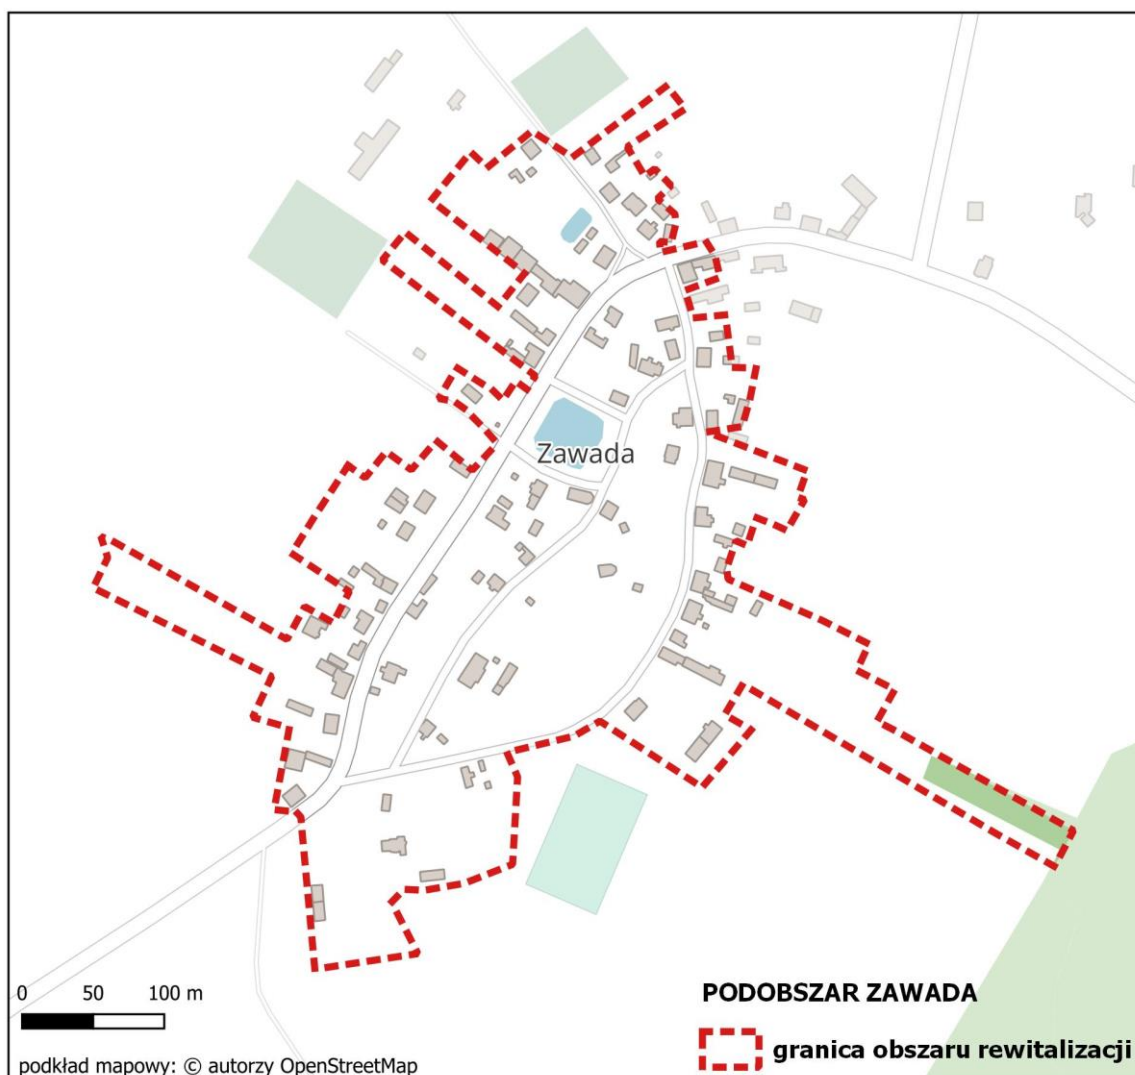 Zawada
0 50 100 m
PODOBSZAR ZAWADA
granica obszaru rewitalizacji
podkład mapowy: © autorzy OpenStreetMap